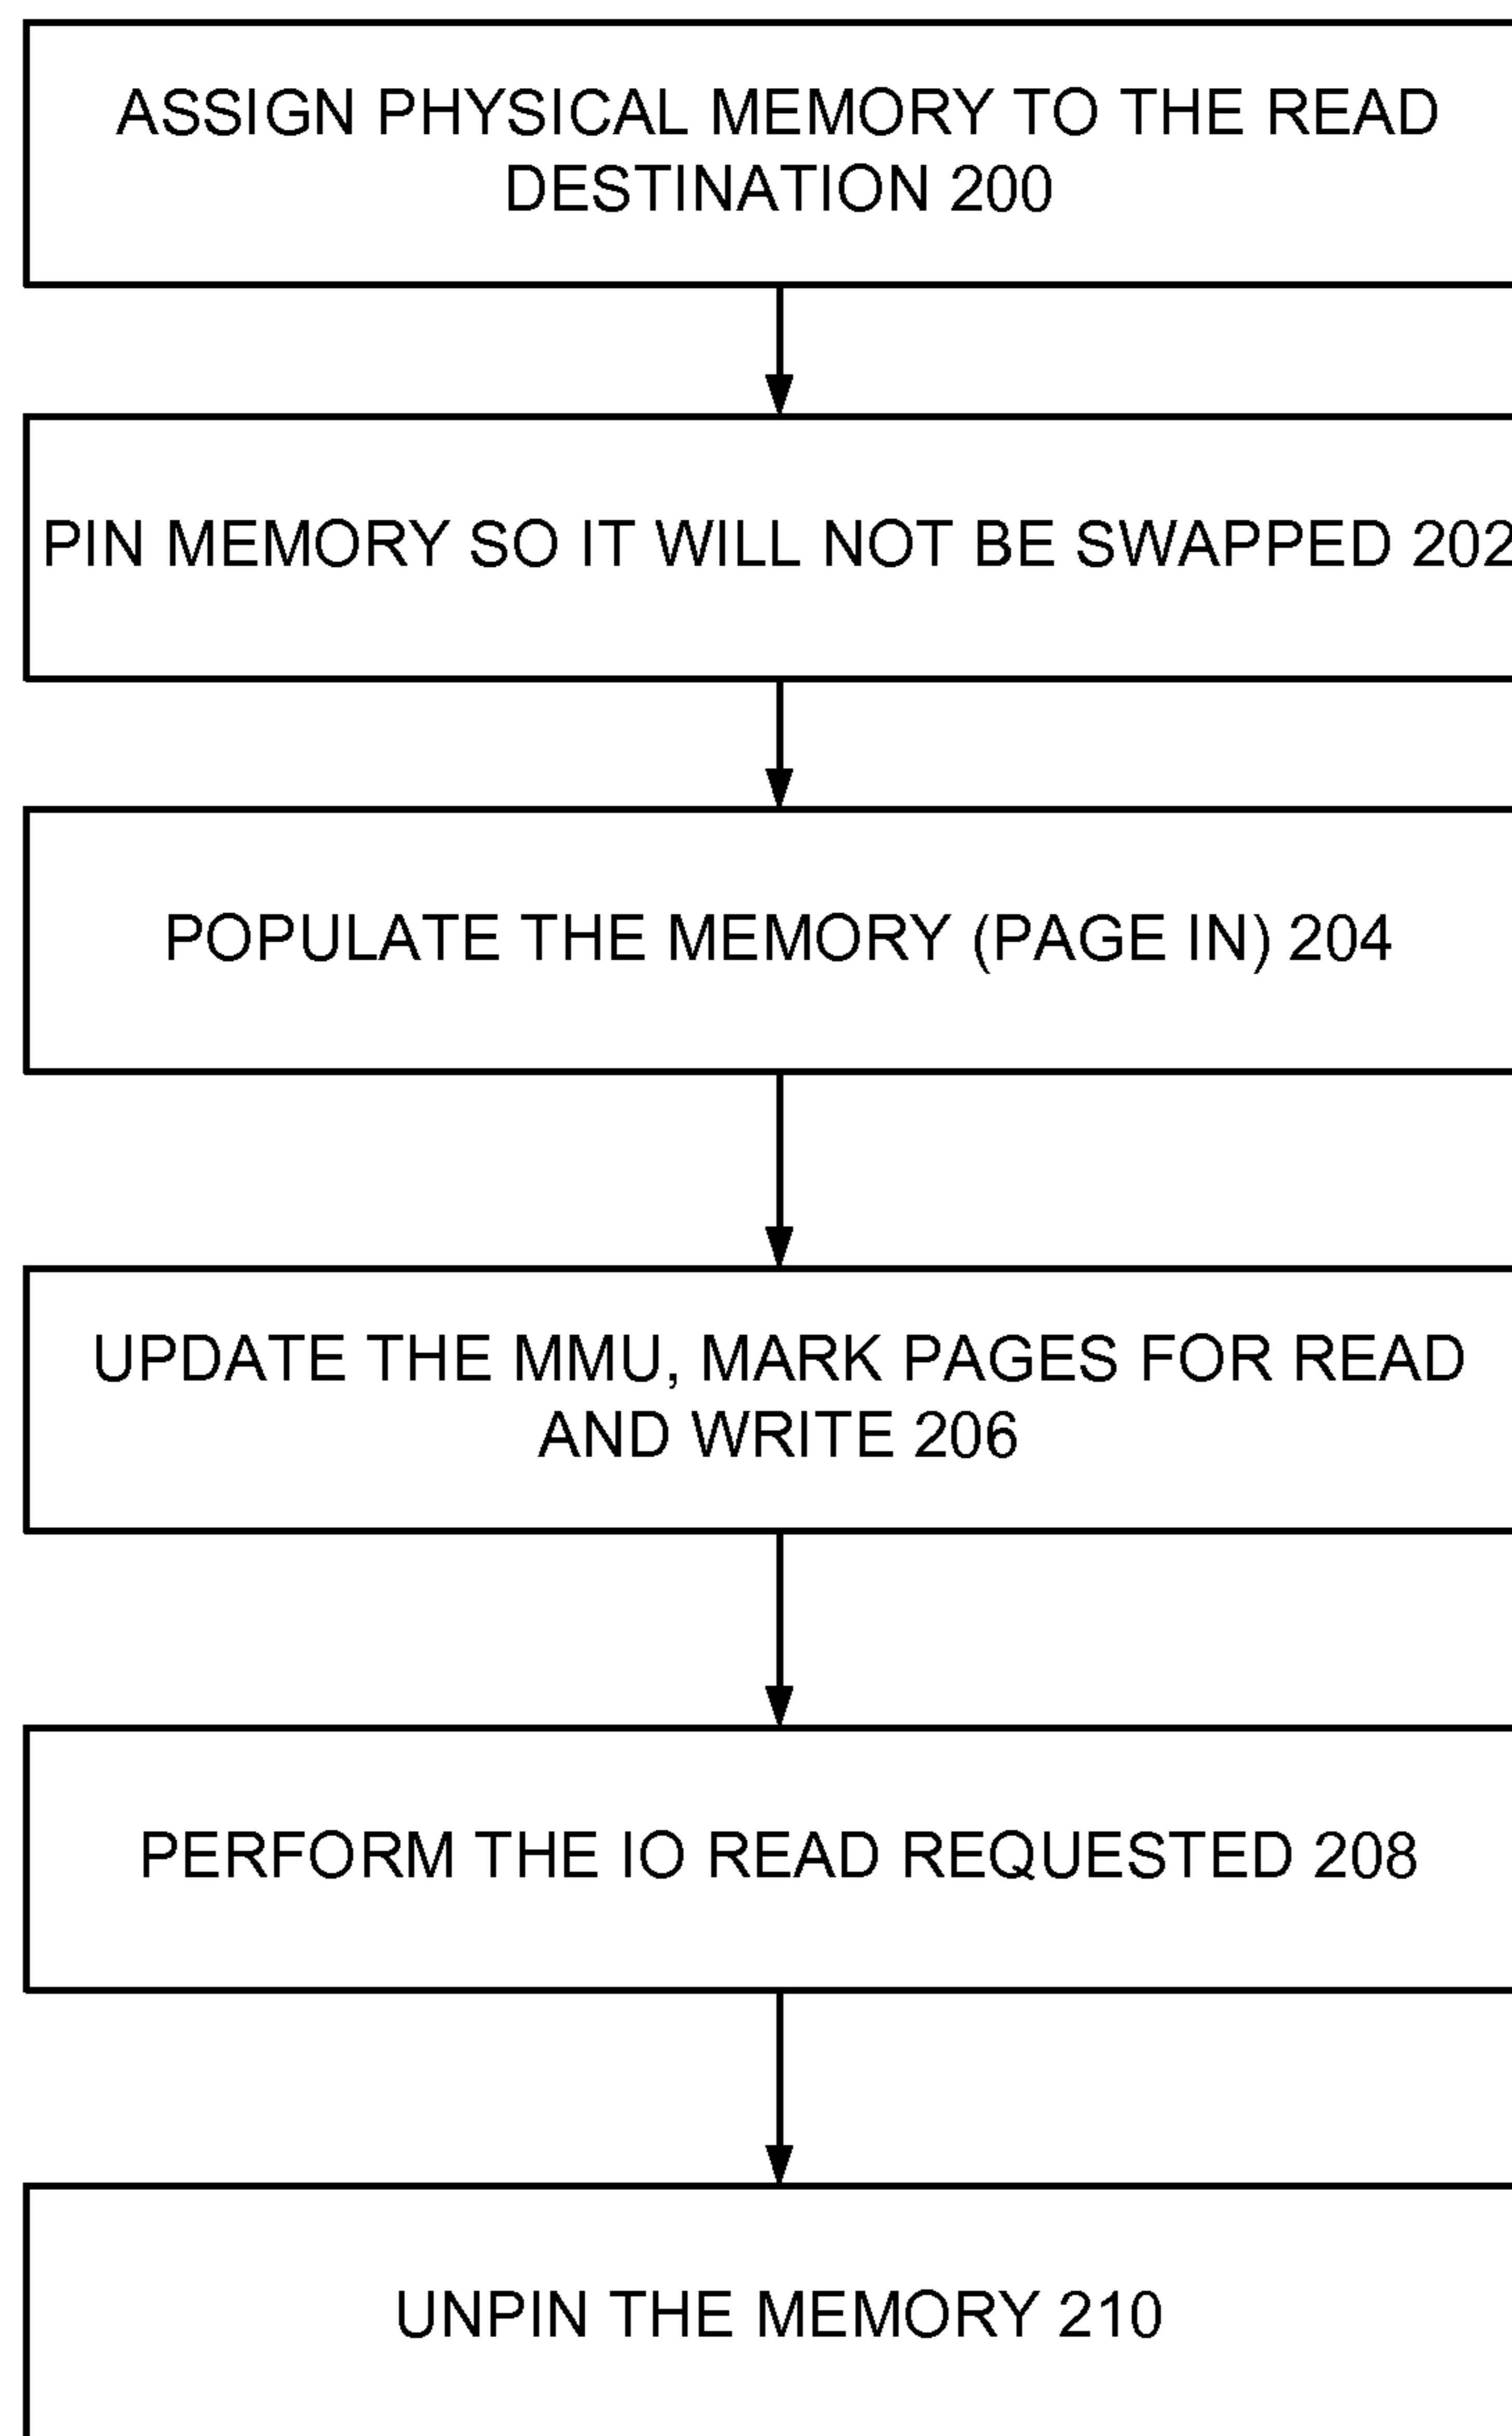 ASSIGN PHYSICAL MEMORY TO THE READ
DESTINATION 200
PIN MEMORY SO IT WILL NOT BE SWAPPED 202
POPULATE THE MEMORY (PAGE IN) 204
UPDATE THE MMU, MARK PAGES FOR READ
AND WRITE 206
PERFORM THE IO READ REQUESTED 208
UNPIN THE MEMORY 210